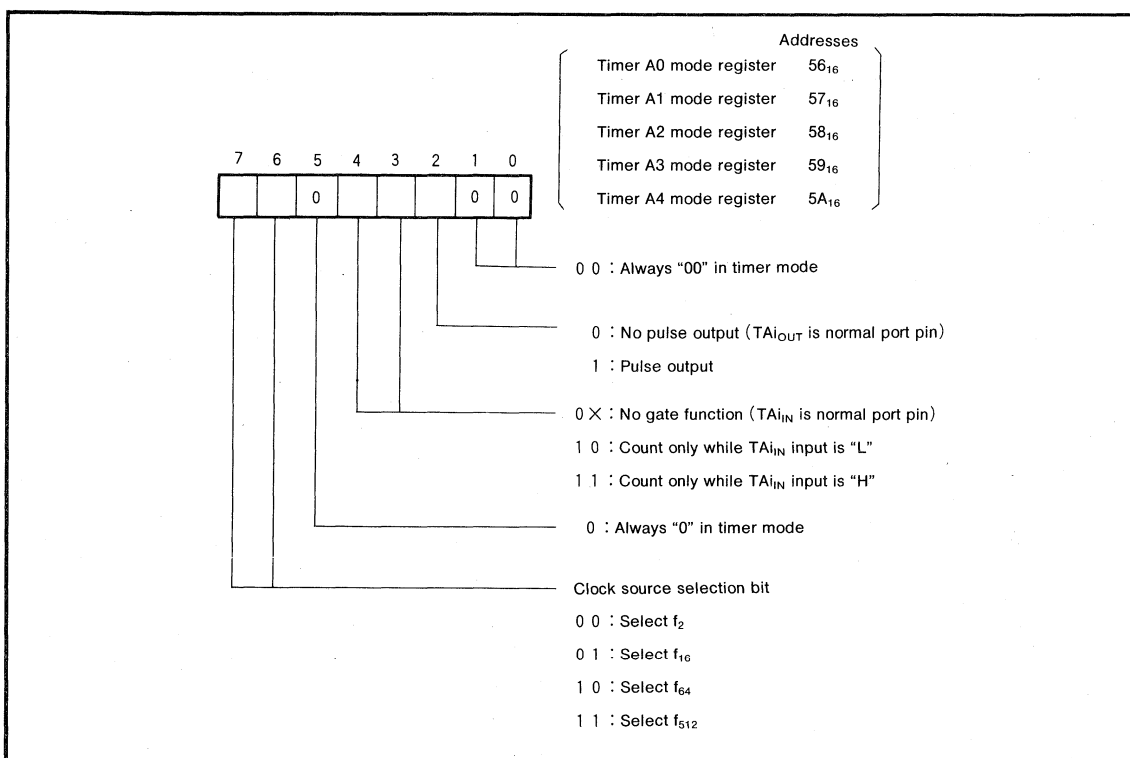 Addresses
Timer A0 mode register 56₁₆
Timer A1 mode register 57₁₆
Timer A2 mode register 58₁₆
Timer A3 mode register 59₁₆
Timer A4 mode register 5A₁₆
7 6 5 4 3 2 1 0
0 0 0
0 0 : Always “00” in timer mode
0 : No pulse output (TAiOUT is normal port pin)
1 : Pulse output
0 X : No gate function (TAiIN is normal port pin)
1 0 : Count only while TAiIN input is “L”
1 1 : Count only while TAiIN input is “H”
0 : Always “0” in timer mode
Clock source selection bit
0 0 : Select f₂
0 1 : Select f₁₆
1 0 : Select f₆₄
1 1 : Select f₅₁₂